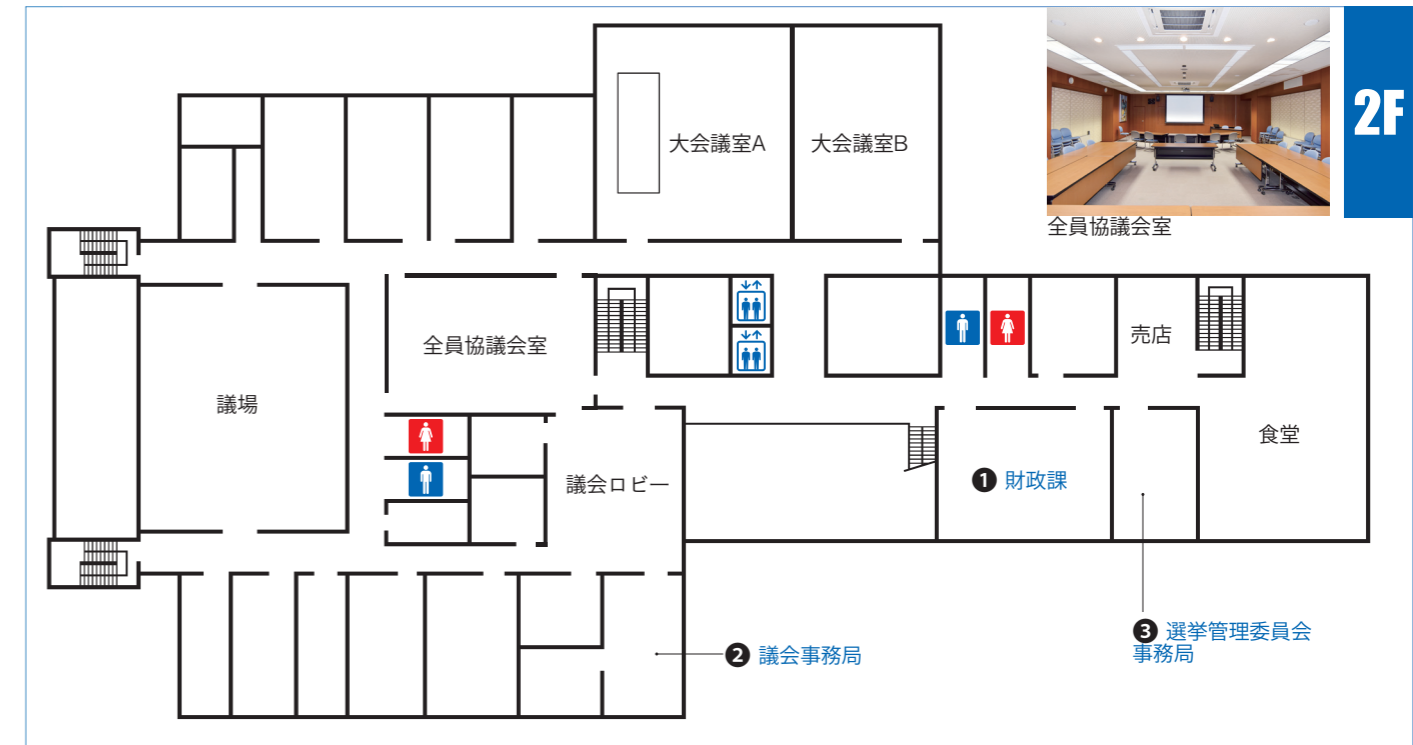 2F
大会議室A
大会議室B
全員協議会室
全員協議会室
売店
議場
食堂
議会ロビー
❶ 財政課
❷ 議会事務局
❸ 選挙管理委員会
事務局